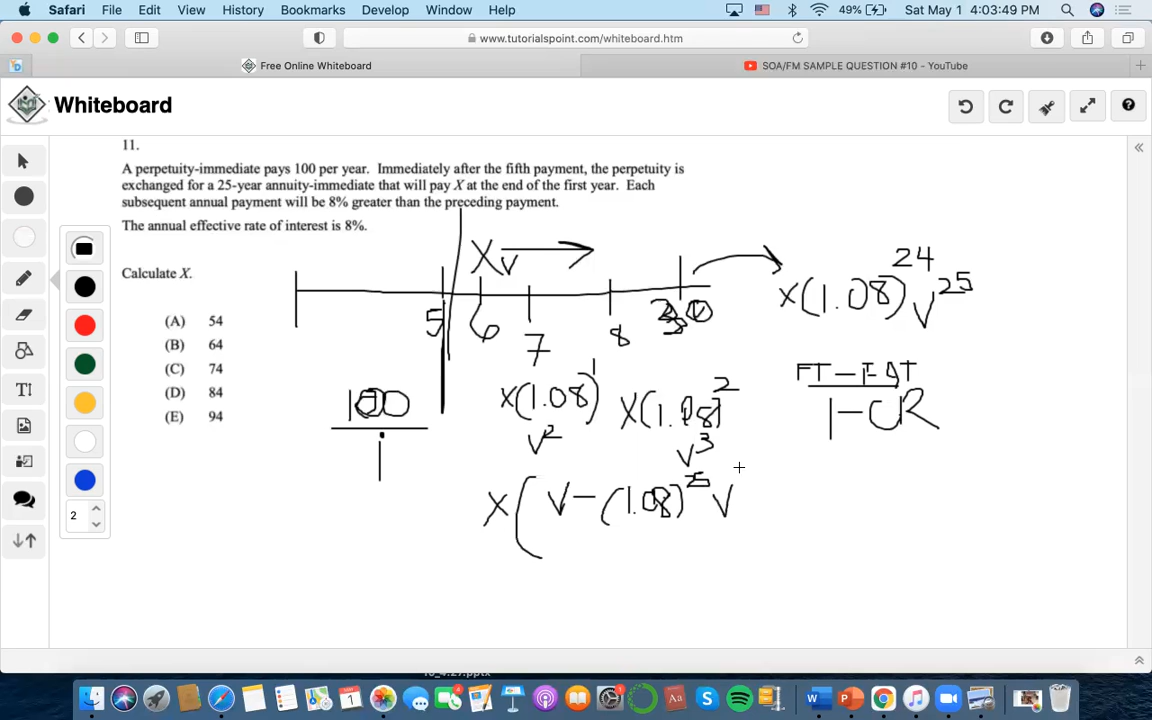 Safari File Edit View History Bookmarks Develop Window Help 49% Sat May 1 4:03:49 PM
www.tutorialspoint.com/whiteboard.htm
Free Online Whiteboard SOA/FM SAMPLE QUESTION #10 - YouTube
Whiteboard
11.
A perpetuity-immediate pays 100 per year. Immediately after the fifth payment, the perpetuity is
exchanged for a 25-year annuity-immediate that will pay X at the end of the first year. Each
subsequent annual payment will be 8% greater than the preceding payment.
The annual effective rate of interest is 8%.
Calculate X.
(A) 54
(B) 64
(C) 74
(D) 84
(E) 94
Xv
x(1.08)^24 v^25
5 6 7 8
x(1.08)^1 v^2
X(1.08)^2 v^3
FT-FOT
1-CR
100
i
x(v-(1.08)^25 v
2
T